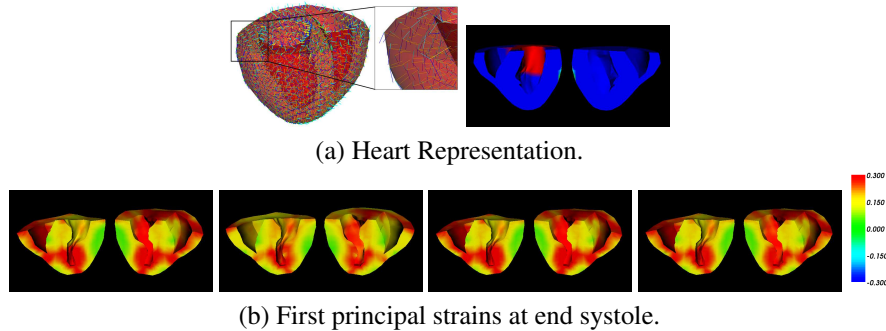 (a) Heart Representation.
0.300
0.150
0.000
-0.150
-0.300
(b) First principal strains at end systole.